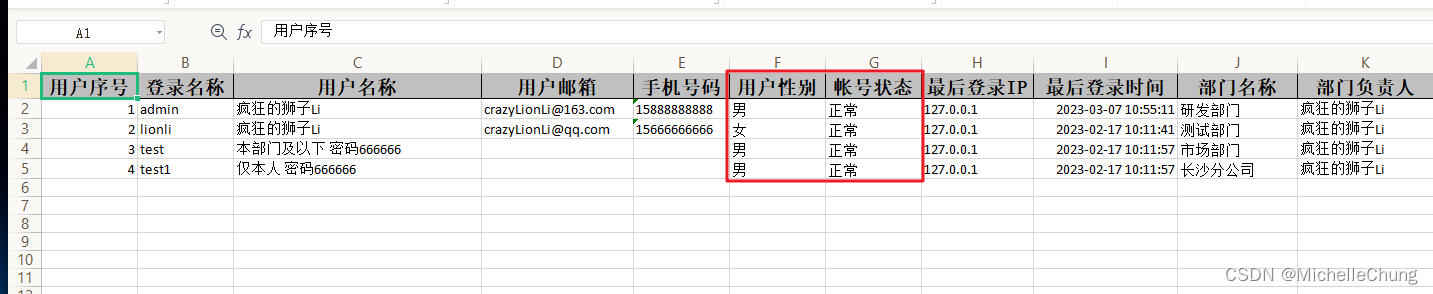 A1 fx 用户序号
A B C D E F G H I J K
1 用户序号 登录名称 用户名称 用户邮箱 手机号码 用户性别 帐号状态 最后登录IP 最后登录时间 部门名称 部门负责人
2 1 admin 疯狂的狮子Li crazyLionLi@163.com 15888888888 男 正常 127.0.0.1 2023-03-07 10:55:11 研发部门 疯狂的狮子Li
3 2 lionli 疯狂的狮子Li crazyLionLi@qq.com 15666666666 女 正常 127.0.0.1 2023-02-17 10:11:41 测试部门 疯狂的狮子Li
4 3 test 本部门及以下 密码666666 男 正常 127.0.0.1 2023-02-17 10:11:57 市场部门 疯狂的狮子Li
5 4 test1 仅本人 密码666666 男 正常 127.0.0.1 2023-02-17 10:11:57 长沙分公司 疯狂的狮子Li
6
7
8
9
10
11
CSDN @MichelleChung